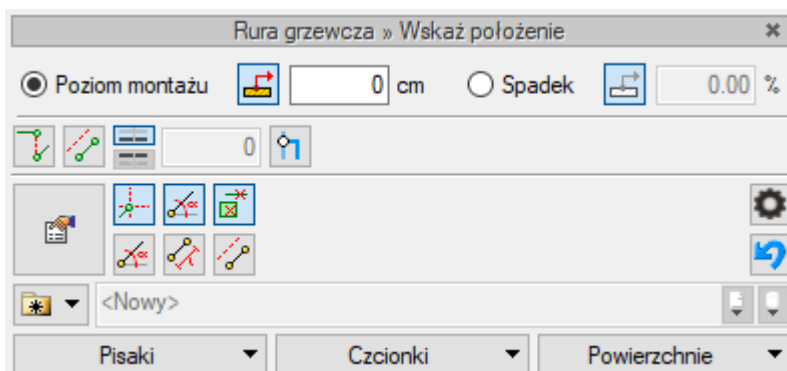 Rura grzewcza » Wskaż położenie
Poziom montażu 0 cm Spadek 0.00 %
0
<Nowy>
Pisaki Czcionki Powierzchnie